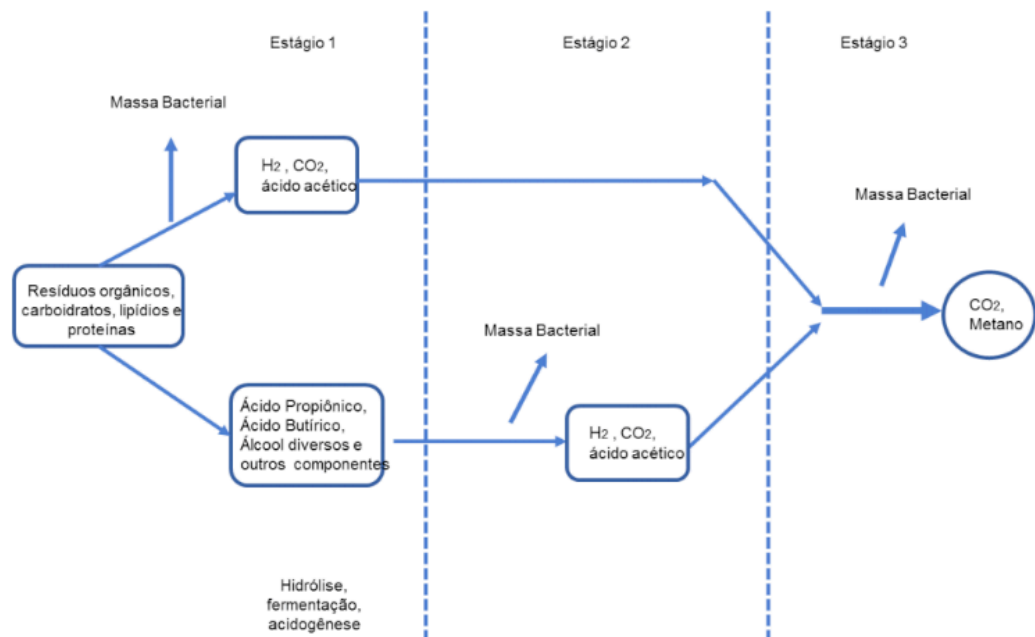 Estágio 1
Estágio 2
Estágio 3
Massa Bacterial
H2 , CO2,
ácido acético
Massa Bacterial
Resíduos orgânicos,
carboidratos, lipídios e
proteínas
CO2,
Metano
Massa Bacterial
Ácido Propiônico,
Ácido Butírico,
Álcool diversos e
outros componentes
H2 , CO2,
ácido acético
Hidrólise,
fermentação,
acidogênese